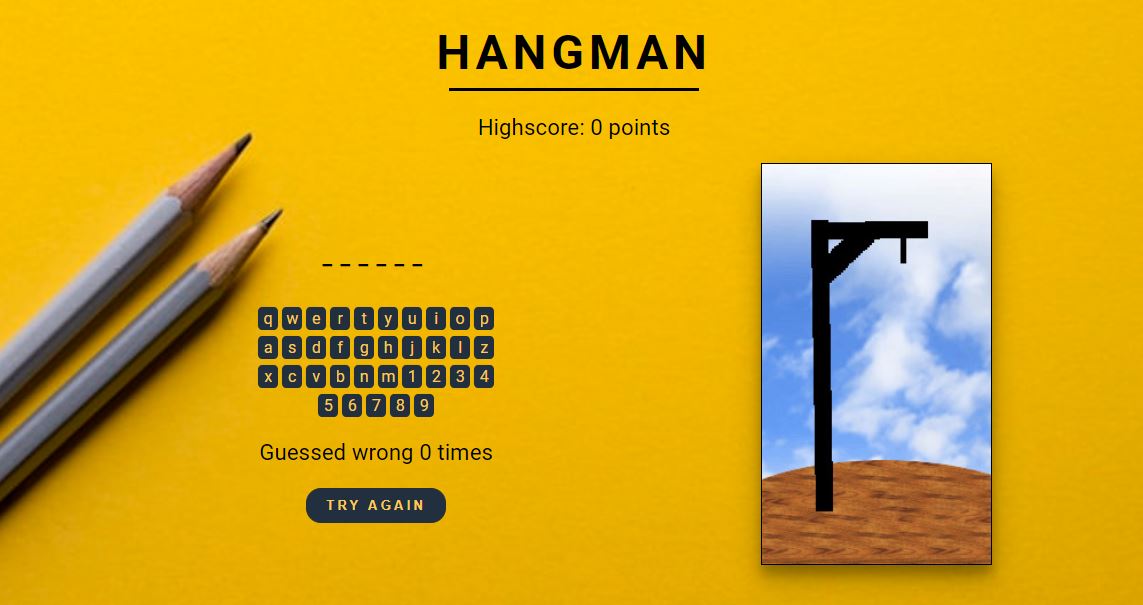 HANGMAN
Highscore: 0 points
_ _ _ _ _ _
q w e r t y u i o p
a s d f g h j k l z
x c v b n m 1 2 3 4
5 6 7 8 9
Guessed wrong 0 times
TRY AGAIN